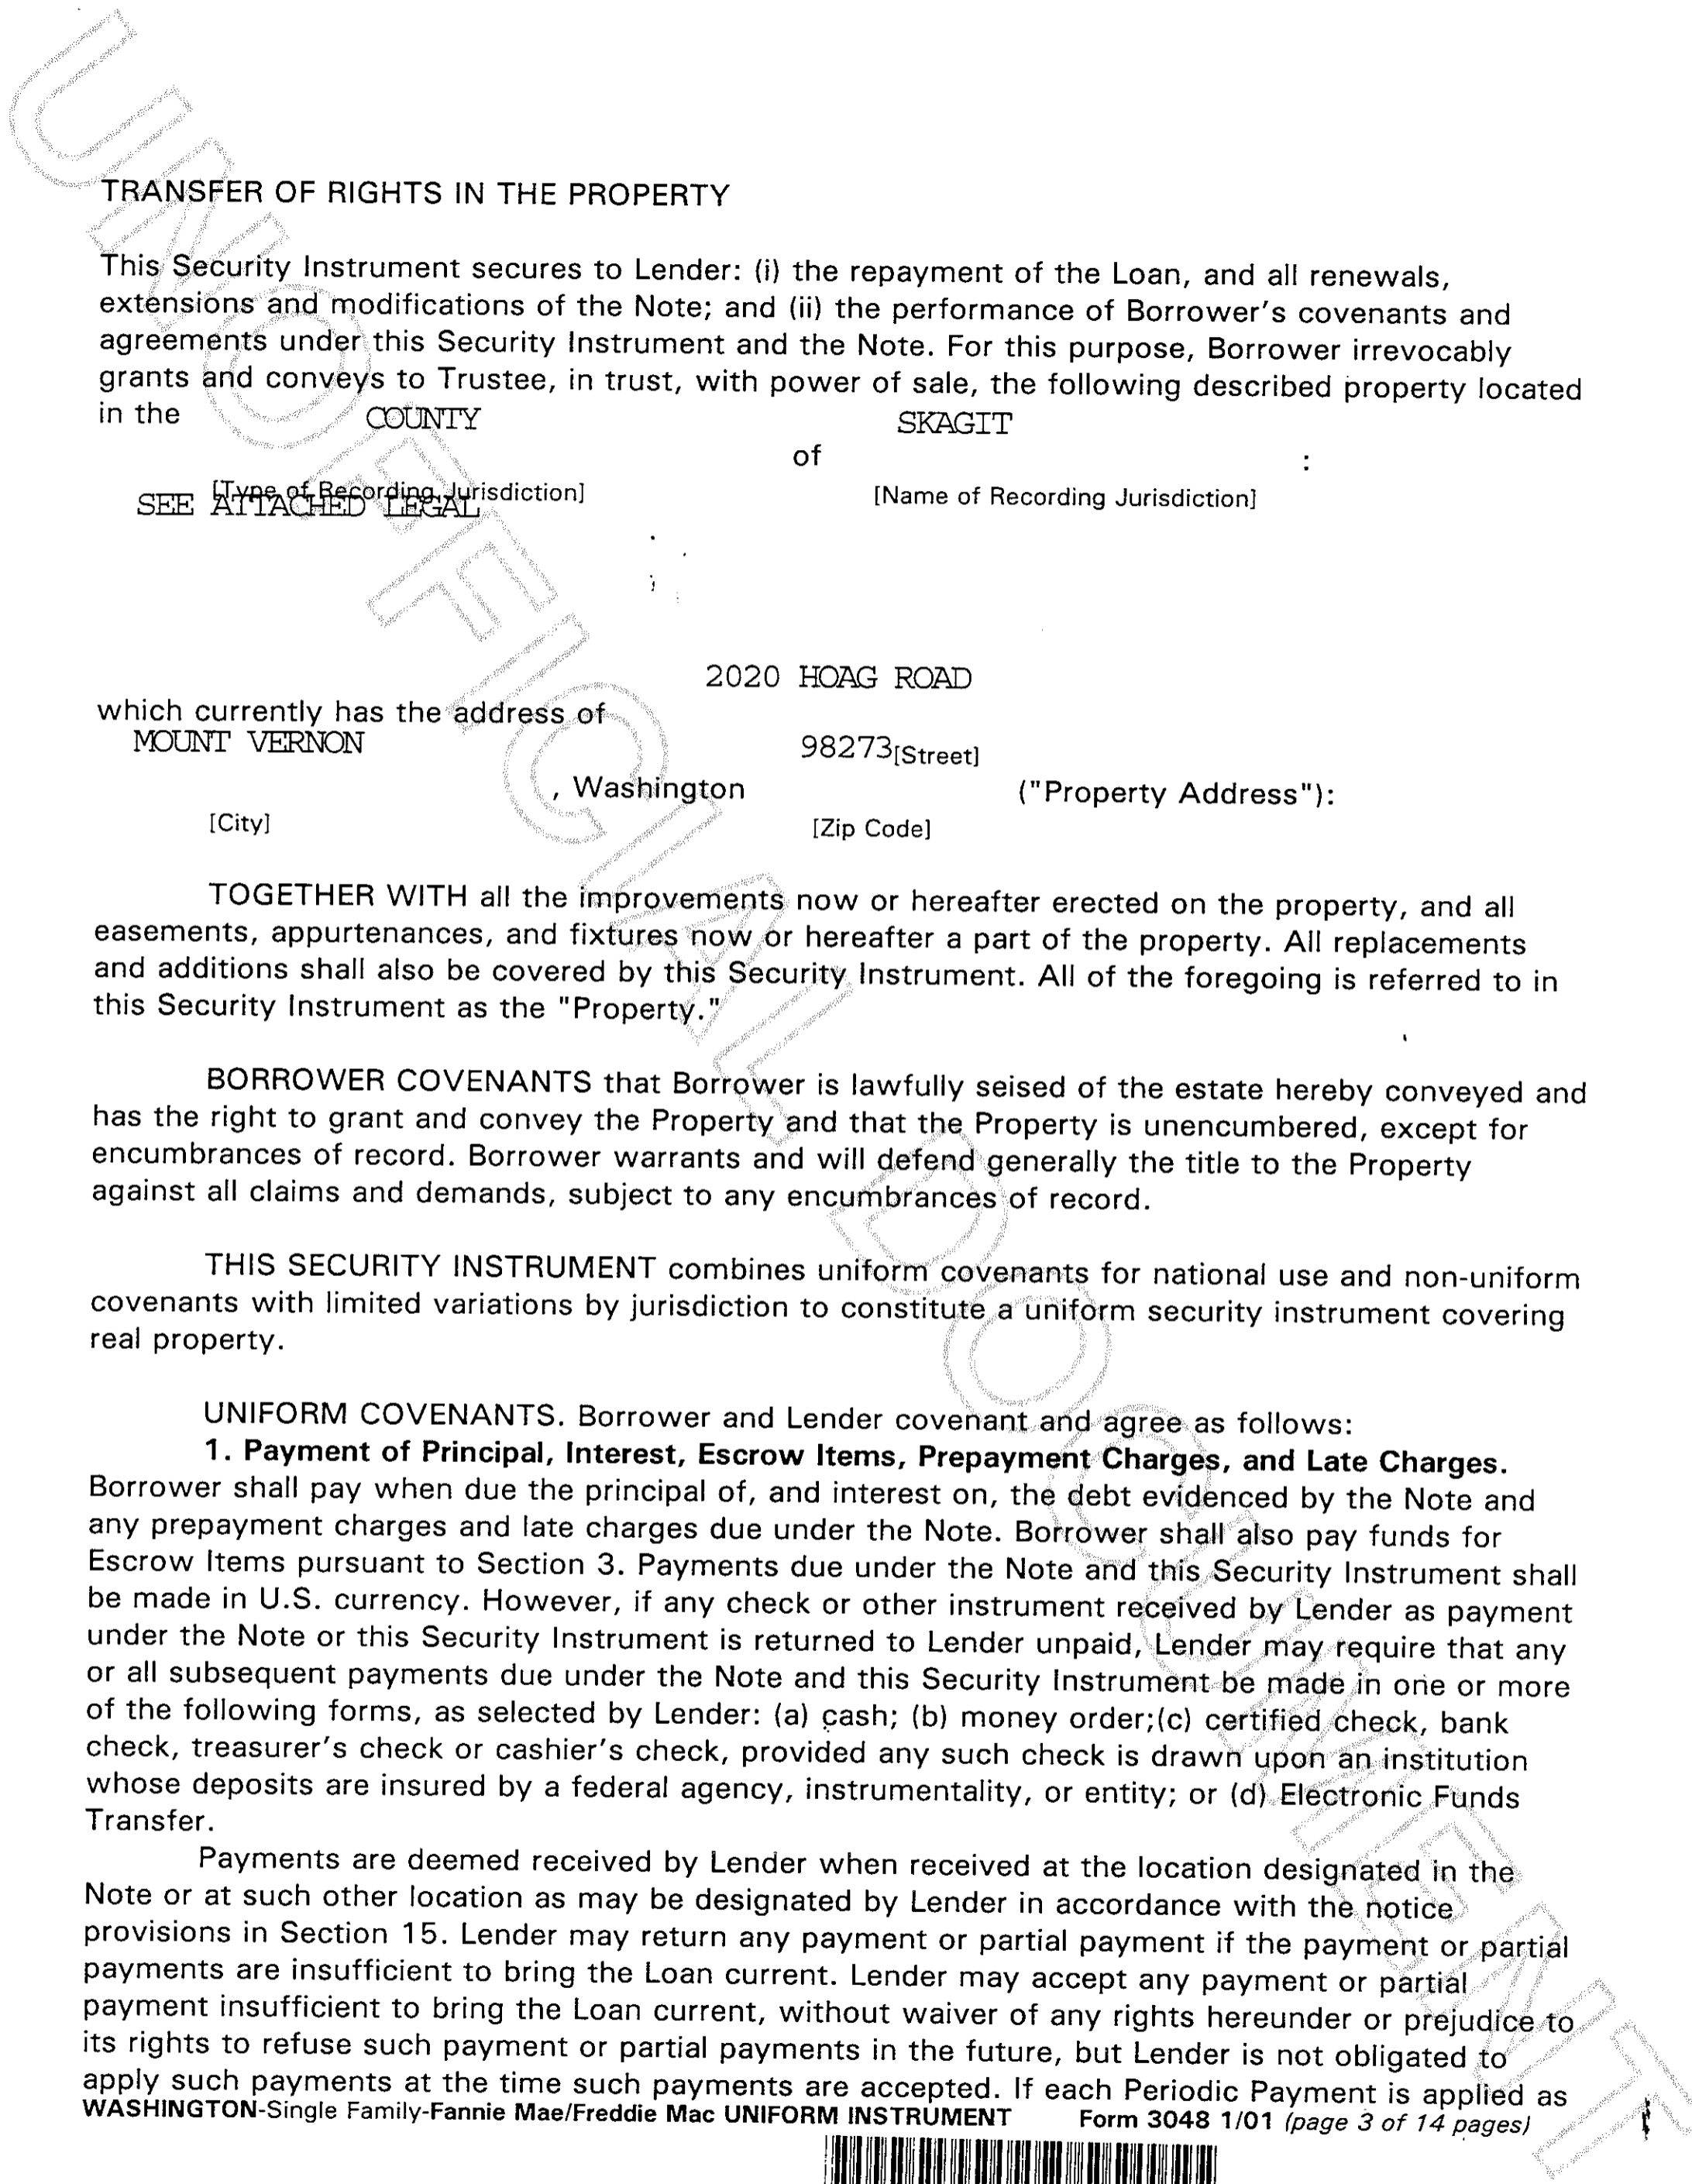 TRANSFER OF RIGHTS IN THE PROPERTY
This Security Instrument secures to Lender: (i) the repayment of the Loan, and all renewals,
extensions and modifications of the Note; and (ii) the performance of Borrower's covenants and
agreements under this Security Instrument and the Note. For this purpose, Borrower irrevocably
grants and conveys to Trustee, in trust, with power of sale, the following described property located
in the COUNTY SKAGIT
of :
[Type of Recording Jurisdiction] [Name of Recording Jurisdiction]
SEE ATTACHED LEGAL
2020 HOAG ROAD
which currently has the address of
MOUNT VERNON 98273 [Street]
, Washington ("Property Address"):
[City] [Zip Code]
TOGETHER WITH all the improvements now or hereafter erected on the property, and all
easements, appurtenances, and fixtures now or hereafter a part of the property. All replacements
and additions shall also be covered by this Security Instrument. All of the foregoing is referred to in
this Security Instrument as the "Property."
BORROWER COVENANTS that Borrower is lawfully seised of the estate hereby conveyed and
has the right to grant and convey the Property and that the Property is unencumbered, except for
encumbrances of record. Borrower warrants and will defend generally the title to the Property
against all claims and demands, subject to any encumbrances of record.
THIS SECURITY INSTRUMENT combines uniform covenants for national use and non-uniform
covenants with limited variations by jurisdiction to constitute a uniform security instrument covering
real property.
UNIFORM COVENANTS. Borrower and Lender covenant and agree as follows:
1. Payment of Principal, Interest, Escrow Items, Prepayment Charges, and Late Charges.
Borrower shall pay when due the principal of, and interest on, the debt evidenced by the Note and
any prepayment charges and late charges due under the Note. Borrower shall also pay funds for
Escrow Items pursuant to Section 3. Payments due under the Note and this Security Instrument shall
be made in U.S. currency. However, if any check or other instrument received by Lender as payment
under the Note or this Security Instrument is returned to Lender unpaid, Lender may require that any
or all subsequent payments due under the Note and this Security Instrument be made in one or more
of the following forms, as selected by Lender: (a) cash; (b) money order;(c) certified check, bank
check, treasurer's check or cashier's check, provided any such check is drawn upon an institution
whose deposits are insured by a federal agency, instrumentality, or entity; or (d) Electronic Funds
Transfer.
Payments are deemed received by Lender when received at the location designated in the
Note or at such other location as may be designated by Lender in accordance with the notice
provisions in Section 15. Lender may return any payment or partial payment if the payment or partial
payments are insufficient to bring the Loan current. Lender may accept any payment or partial
payment insufficient to bring the Loan current, without waiver of any rights hereunder or prejudice to
its rights to refuse such payment or partial payments in the future, but Lender is not obligated to
apply such payments at the time such payments are accepted. If each Periodic Payment is applied as
WASHINGTON-Single Family-Fannie Mae/Freddie Mac UNIFORM INSTRUMENT Form 3048 1/01 (page 3 of 14 pages)
UNOFFICIAL DOCUMENT